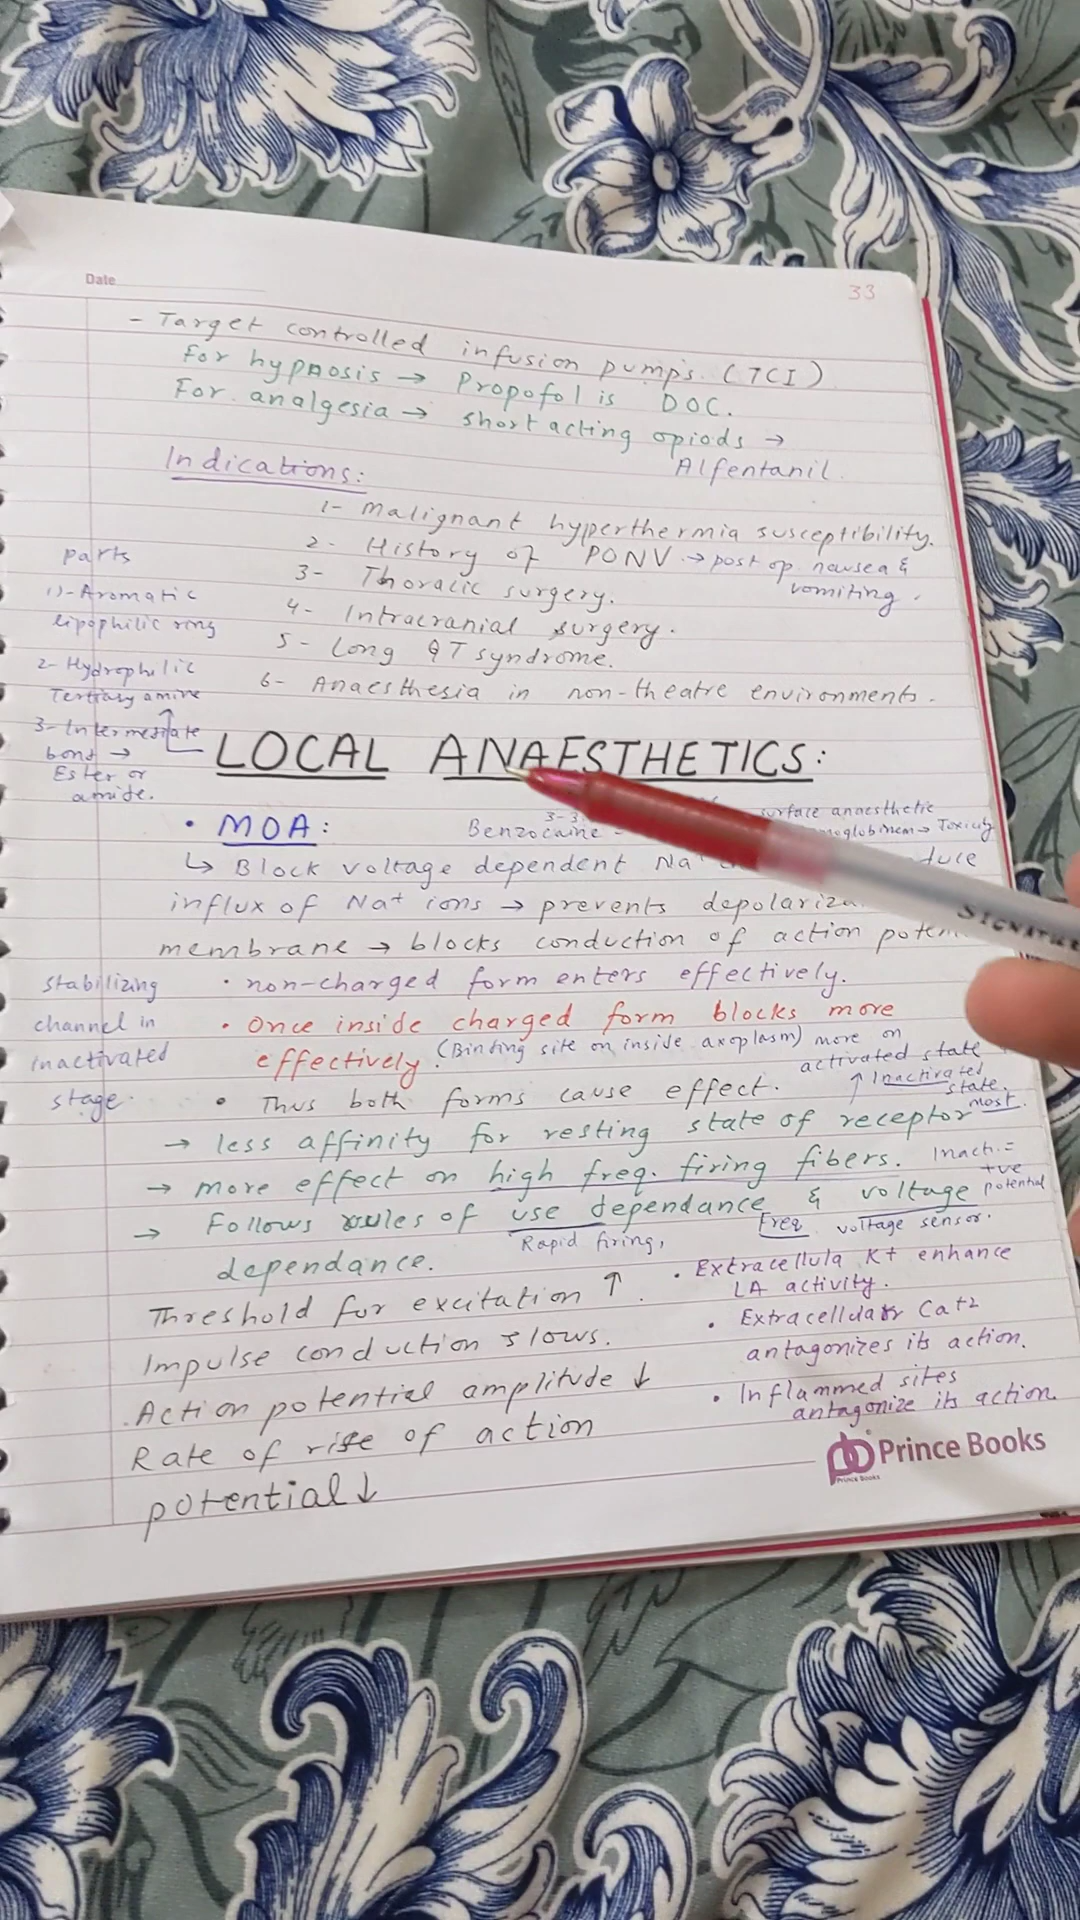 Date
33
- Target controlled infusion pumps. (TCI)
For hypnosis → Propofol is DOC.
For analgesia → short acting opiods →
Alfentanil.
Indications:
1- Malignant hyperthermia susceptibility.
2- History of PONV → post op. nausea &
vomiting.
3- Thoracic surgery.
4- Intracranial surgery.
5- Long QT syndrome.
6- Anaesthesia in non-theatre environments.
parts
1)-Aromatic
lipophilic ring
2- Hydrophilic
Tertiary amine
3- Intermediate
bond →
Ester or
amide.
LOCAL ANAESTHETICS:
• MOA:
Benzocaine
3-3.
surface anaesthetic
→ Toxicity
↳ Block voltage dependent Na+
influx of Na+ ions → prevents
membrane → blocks conduction of action
• non-charged form enters effectively.
• Once inside charged form blocks more
effectively. (Binding site on inside axoplasm) more on
activated state
↑ Inactivated
state.
most.
• Thus both forms cause effect.
stabilizing
channel in
inactivated
stage.
→ less affinity for resting state of receptor
→ more effect on high freq. firing fibers.
Inach. =
+ve
potential
→ Follows rules of use dependance & voltage
dependance.
Rapid firing,
Freq voltage sensor.
Threshold for excitation ↑.
Impulse conduction slows.
Action potential amplitude ↓
Rate of rise of action
potential ↓
• Extracellula K+ enhance
LA activity.
• Extracellular Ca+2
antagonizes its action.
• Inflammed sites
antagonize its action.
Prince Books
Prince Books